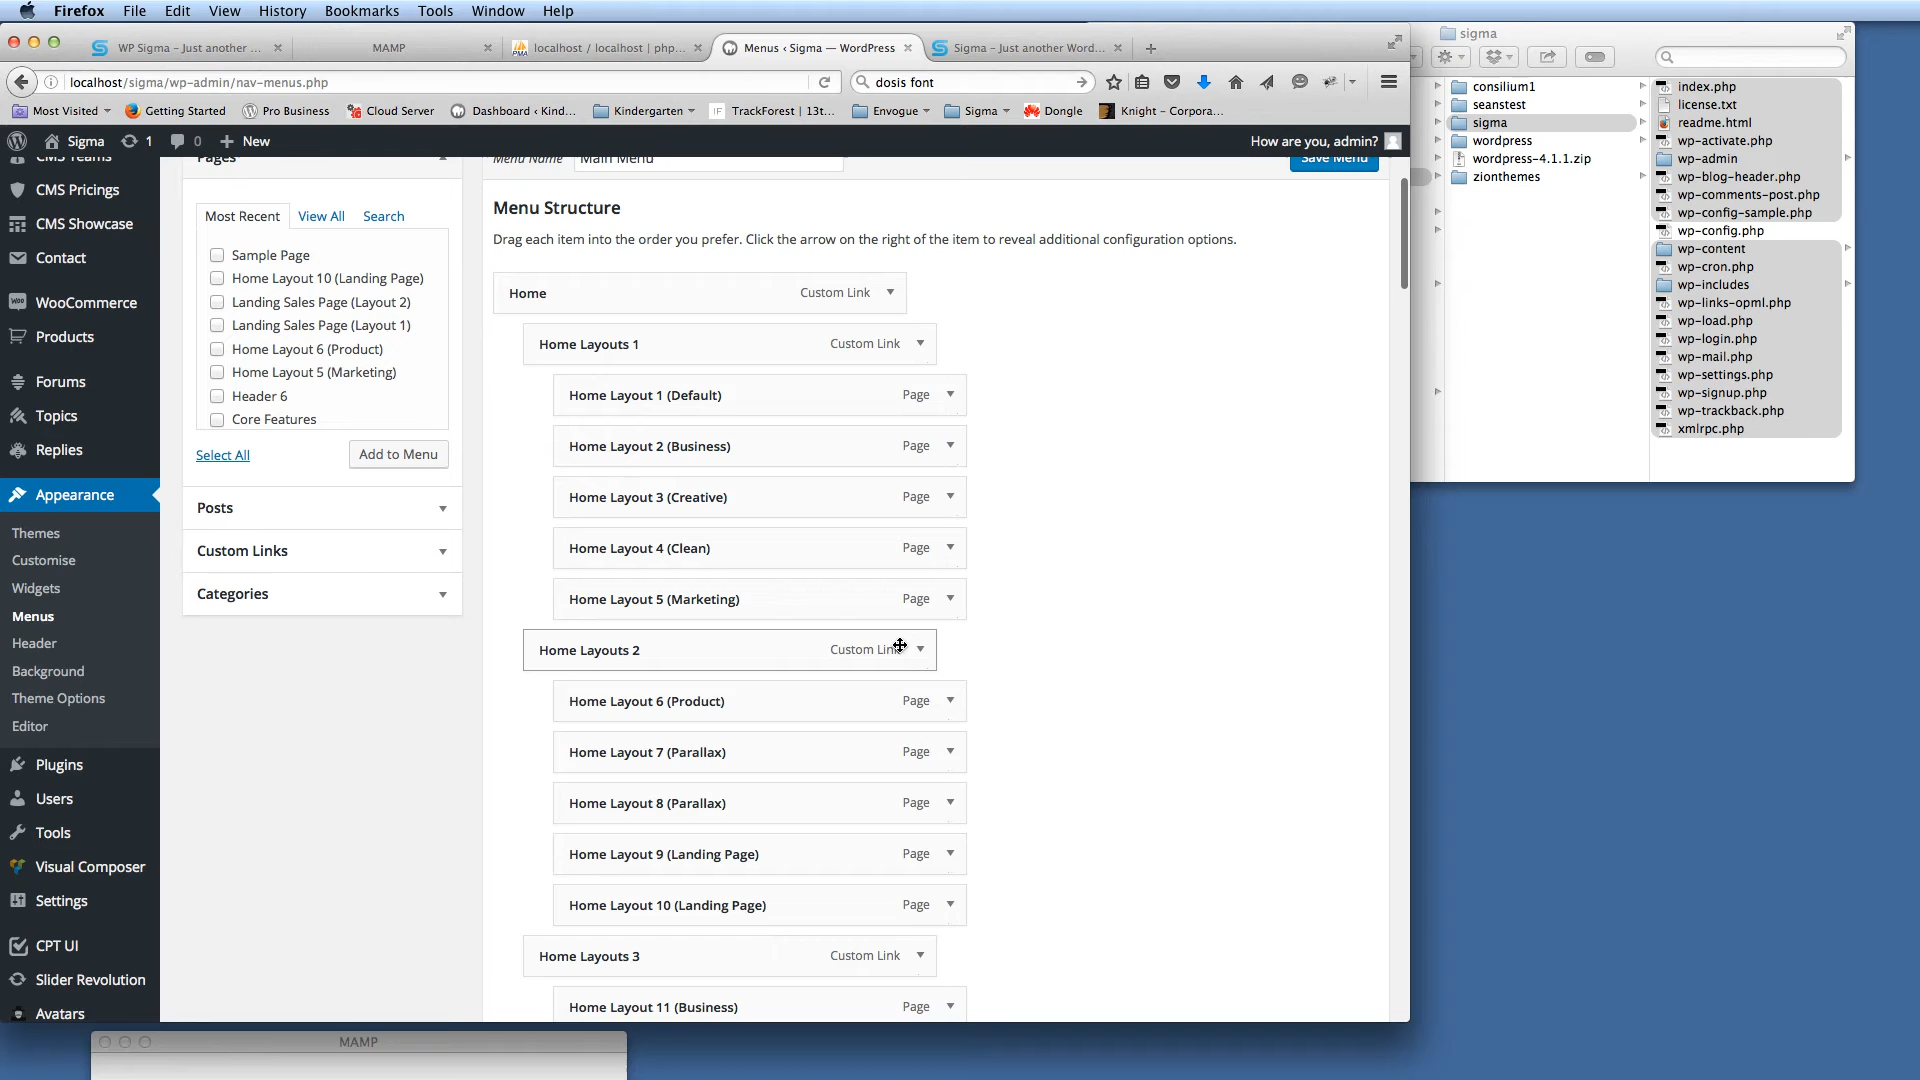 Firefox File Edit View History Bookmarks Tools Window Help
WP Sigma – Just another ... MAMP localhost / localhost | php... Menus ‹ Sigma — WordPress Sigma – Just another Word...
localhost/sigma/wp-admin/nav-menus.php dosis font
Most Visited Getting Started Pro Business Cloud Server Dashboard ‹ Kind... Kindergarten TrackForest | 13t... Envogue Sigma Dongle Knight – Corpora...
Sigma 1 0 New How are you, admin?
CMS Teams
CMS Pricings
CMS Showcase
Contact
WooCommerce
Products
Forums
Topics
Replies
Appearance
Themes
Customise
Widgets
Menus
Header
Background
Theme Options
Editor
Plugins
Users
Tools
Visual Composer
Settings
CPT UI
Slider Revolution
Avatars
Pages
Most Recent View All Search
Sample Page
Home Layout 10 (Landing Page)
Landing Sales Page (Layout 2)
Landing Sales Page (Layout 1)
Home Layout 6 (Product)
Home Layout 5 (Marketing)
Header 6
Core Features
Select All Add to Menu
Posts
Custom Links
Categories
Menu Name Main Menu Save Menu
Menu Structure
Drag each item into the order you prefer. Click the arrow on the right of the item to reveal additional configuration options.
Home Custom Link
Home Layouts 1 Custom Link
Home Layout 1 (Default) Page
Home Layout 2 (Business) Page
Home Layout 3 (Creative) Page
Home Layout 4 (Clean) Page
Home Layout 5 (Marketing) Page
Home Layouts 2 Custom Link
Home Layout 6 (Product) Page
Home Layout 7 (Parallax) Page
Home Layout 8 (Parallax) Page
Home Layout 9 (Landing Page) Page
Home Layout 10 (Landing Page) Page
Home Layouts 3 Custom Link
Home Layout 11 (Business) Page
sigma
consilium1
seanstest
sigma
wordpress
wordpress-4.1.1.zip
zionthemes
index.php
license.txt
readme.html
wp-activate.php
wp-admin
wp-blog-header.php
wp-comments-post.php
wp-config-sample.php
wp-config.php
wp-content
wp-cron.php
wp-includes
wp-links-opml.php
wp-load.php
wp-login.php
wp-mail.php
wp-settings.php
wp-signup.php
wp-trackback.php
xmlrpc.php
MAMP